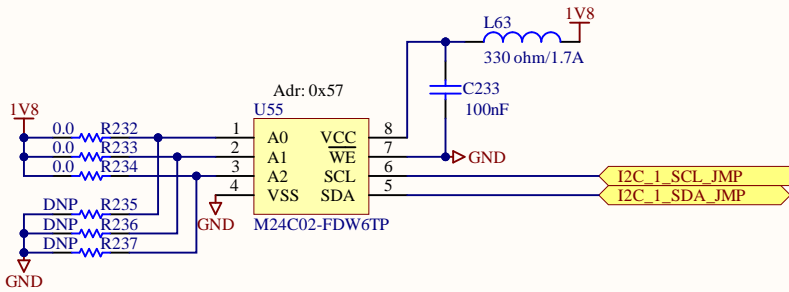 L63
1V8
330 ohm/1.7A
Adr: 0x57
C233
100nF
1V8
U55
0.0 R232
0.0 R233
0.0 R234
1 A0 VCC 8
2 A1 WE 7
3 A2 SCL 6
4 VSS SDA 5
GND
I2C_1_SCL_JMP
I2C_1_SDA_JMP
DNP R235
DNP R236
DNP R237
GND
M24C02-FDW6TP
GND